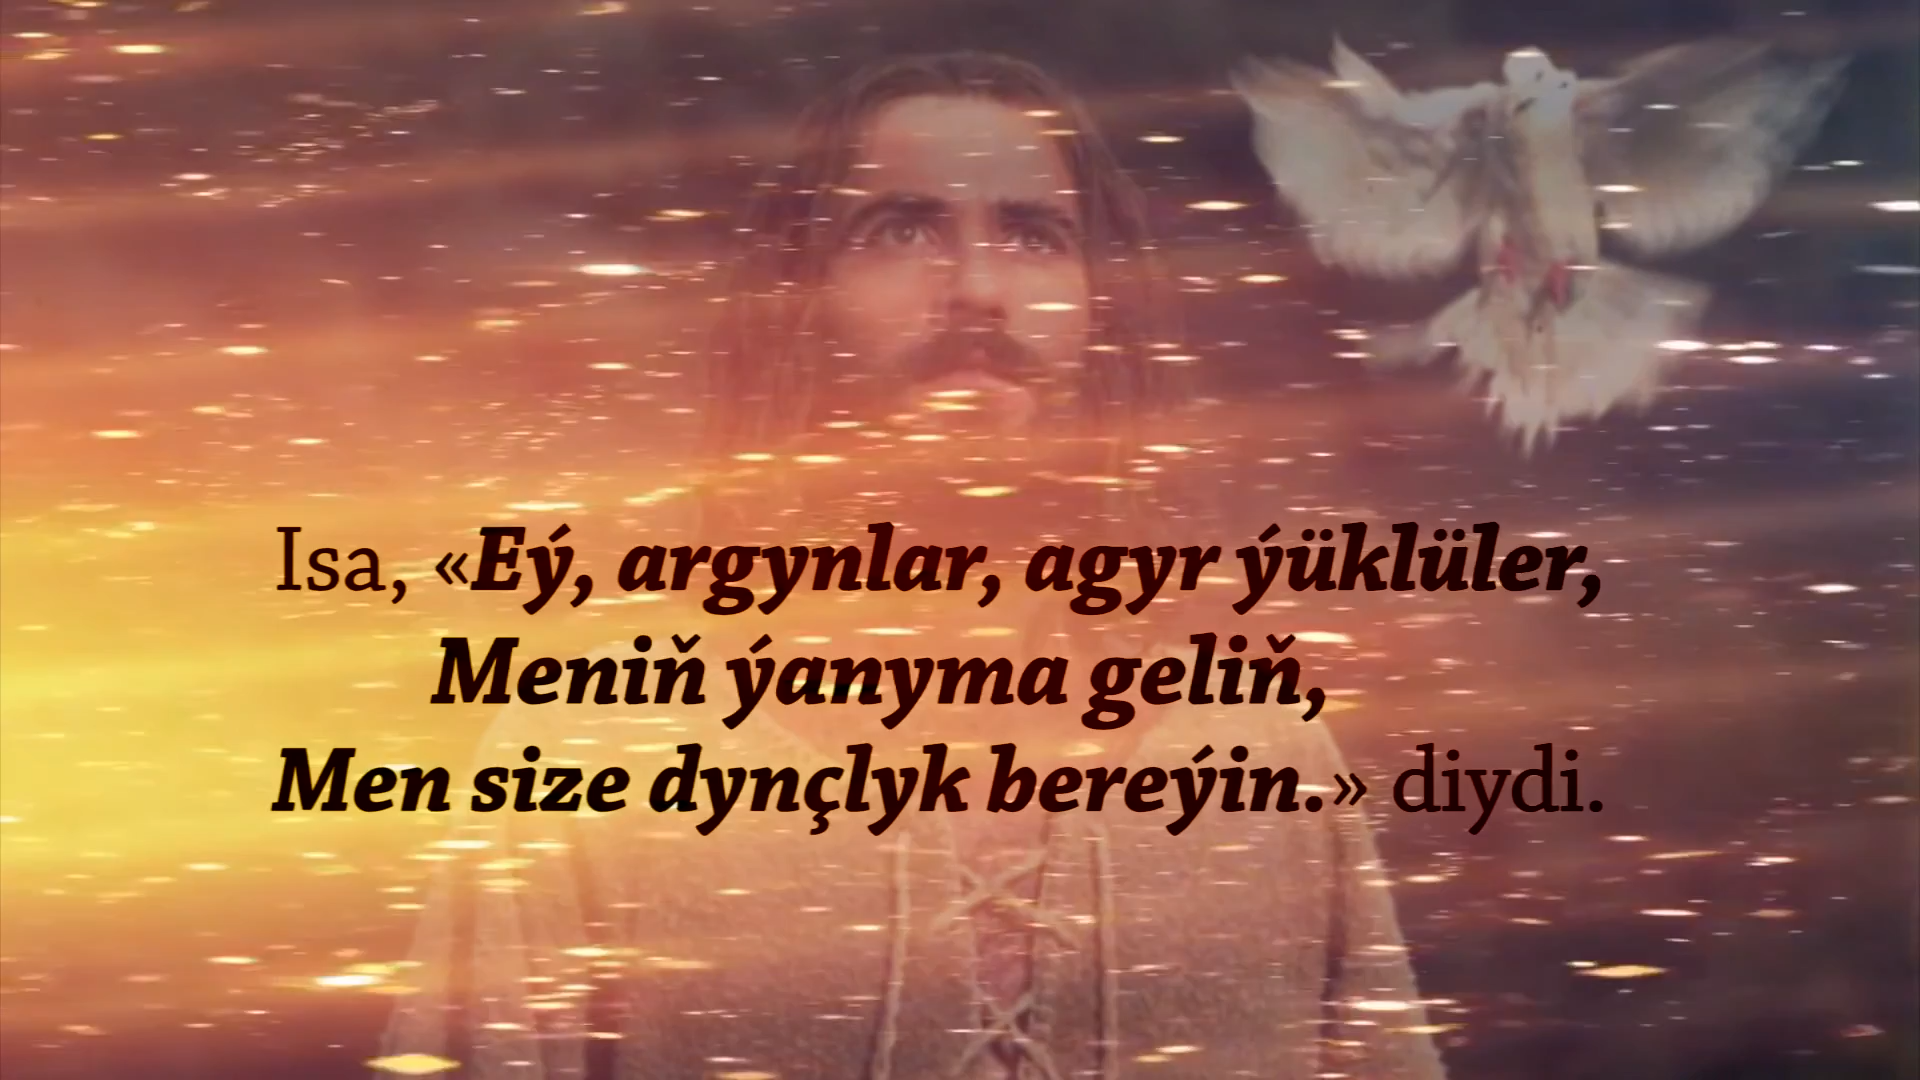 Isa, «Eý, argynlar, agyr ýüklüler,
Meniň ýanyma geliň,
Men size dynçlyk bereýin.» diydi.